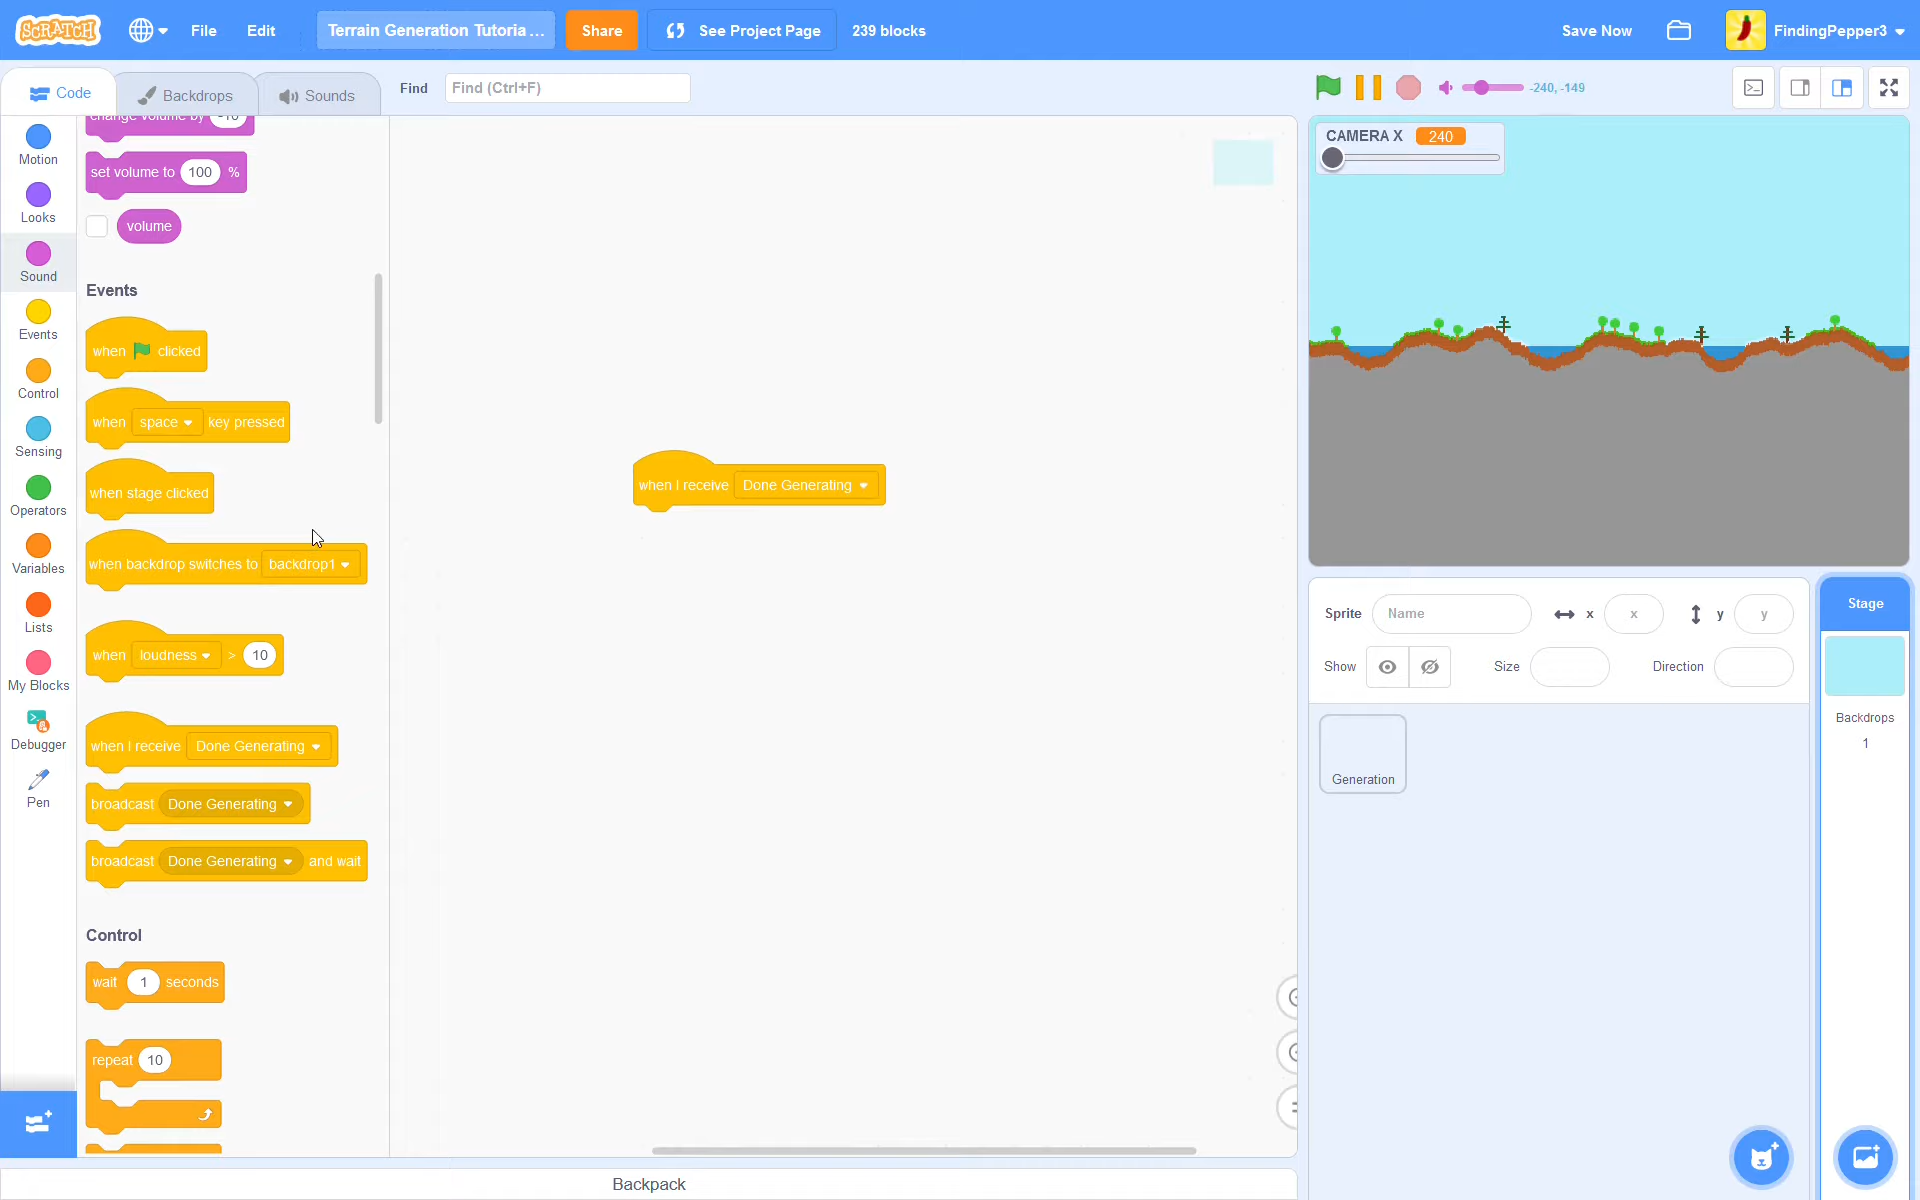 SCRATCH
File
Edit
Terrain Generation Tutoria ...
Share
See Project Page
239 blocks
Save Now
FindingPepper3
Code
Backdrops
Sounds
Find
Find (Ctrl+F)
-240, -149
Motion
Looks
Sound
Events
Control
Sensing
Operators
Variables
Lists
My Blocks
Debugger
Pen
change volume by -10
set volume to 100 %
volume
Events
when clicked
when space key pressed
when stage clicked
when backdrop switches to backdrop1
when loudness > 10
when I receive Done Generating
broadcast Done Generating
broadcast Done Generating and wait
Control
wait 1 seconds
repeat 10
when I receive Done Generating
CAMERA X 240
Sprite Name x x y y
Show Size Direction
Generation
Stage
Backdrops
1
Backpack